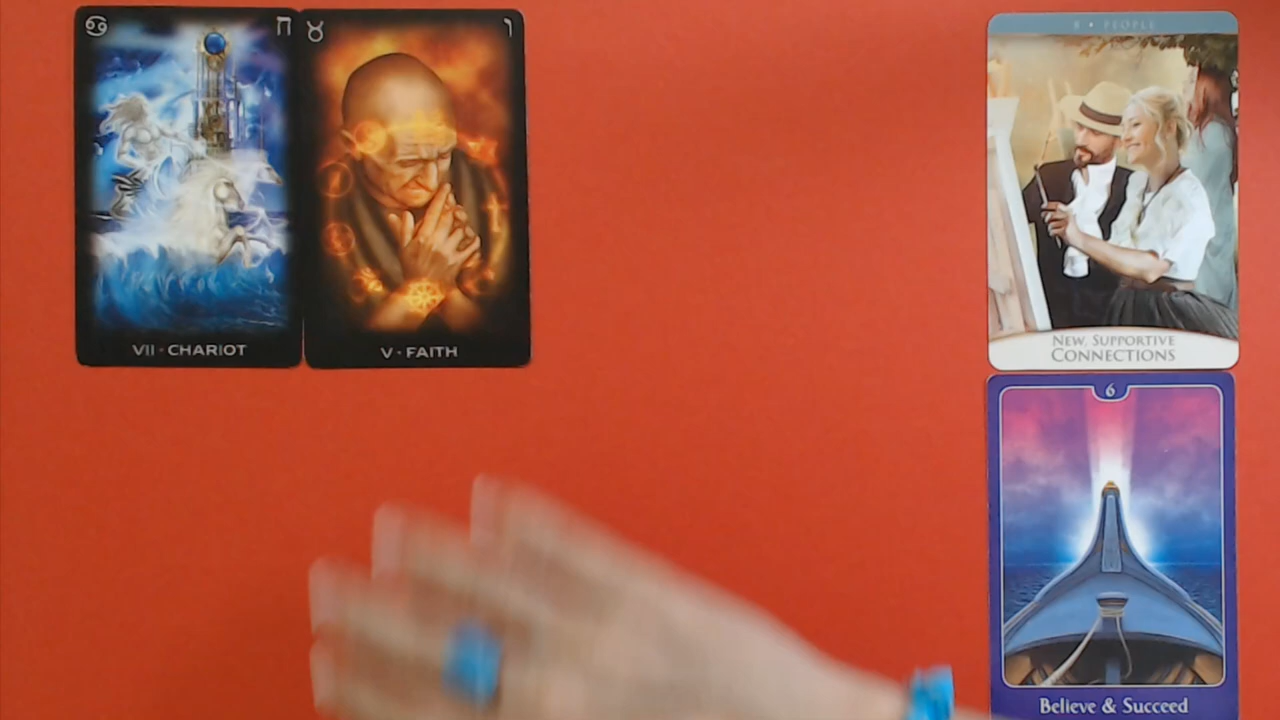 ♋ ח
VII · CHARIOT
♉ ו
V · FAITH
8 • PEOPLE
NEW, SUPPORTIVE
CONNECTIONS
6
Believe & Succeed